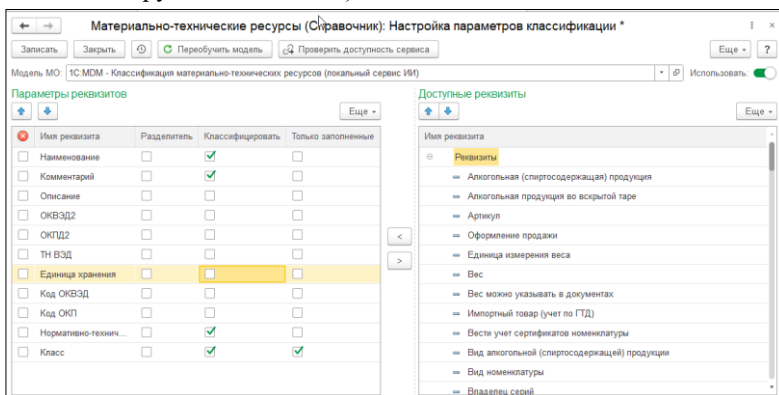 Материально-технические ресурсы (Справочник): Настройка параметров классификации *
Записать Закрыть Переобучить модель Проверить доступность сервиса Еще ?
Модель МО: 1С:MDM - Классификация материально-технических ресурсов (локальный сервис ИИ) Использовать:
Параметры реквизитов Доступные реквизиты
Еще Еще
Имя реквизита Разделитель Классифицировать Только заполненные Имя реквизита
Наименование Реквизиты
Комментарий Алкогольная (спиртосодержащая) продукция
Описание Алкогольная продукция во вскрытой таре
ОКВЭД2 Артикул
ОКПД2 Оформление продажи
ТН ВЭД Единица измерения веса
Единица хранения Вес
Код ОКВЭД Вес можно указывать в документах
Код ОКП Импортный товар (учет по ГТД)
Нормативно-технич... Вести учет сертификатов номенклатуры
Класс Вид алкогольной (спиртосодержащей) продукции
Вид номенклатуры
Владелец серий